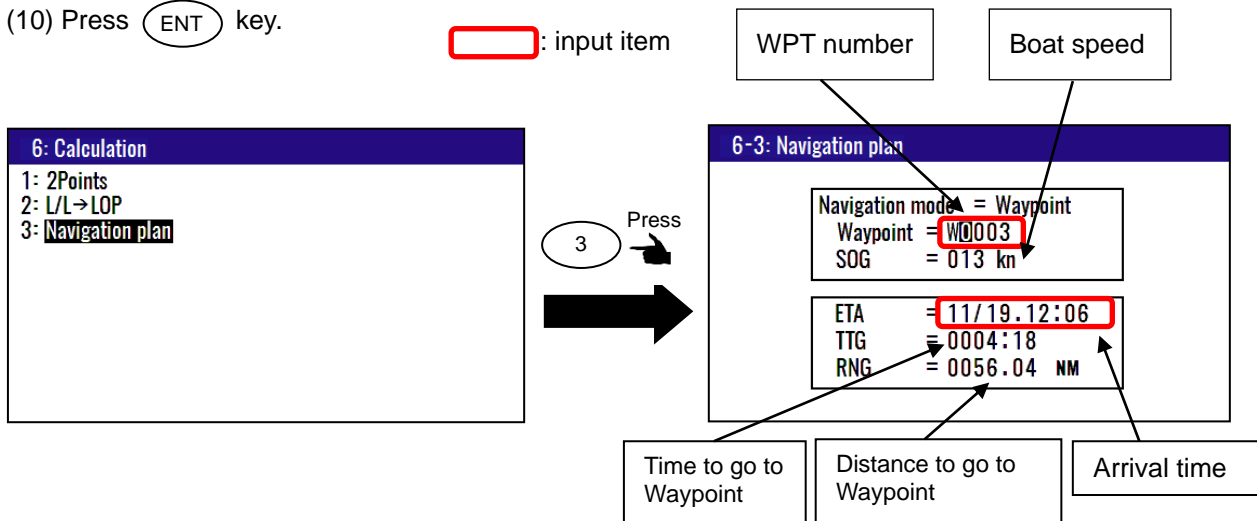 (10) Press ENT key.
: input item
WPT number
Boat speed
6: Calculation
1: 2Points
2: L/L→LOP
3: Navigation plan
3
Press
6-3: Navigation plan
Navigation mode = Waypoint
Waypoint = W0003
SOG = 013 kn
ETA = 11/19.12:06
TTG = 0004:18
RNG = 0056.04 NM
Time to go to
Waypoint
Distance to go to
Waypoint
Arrival time